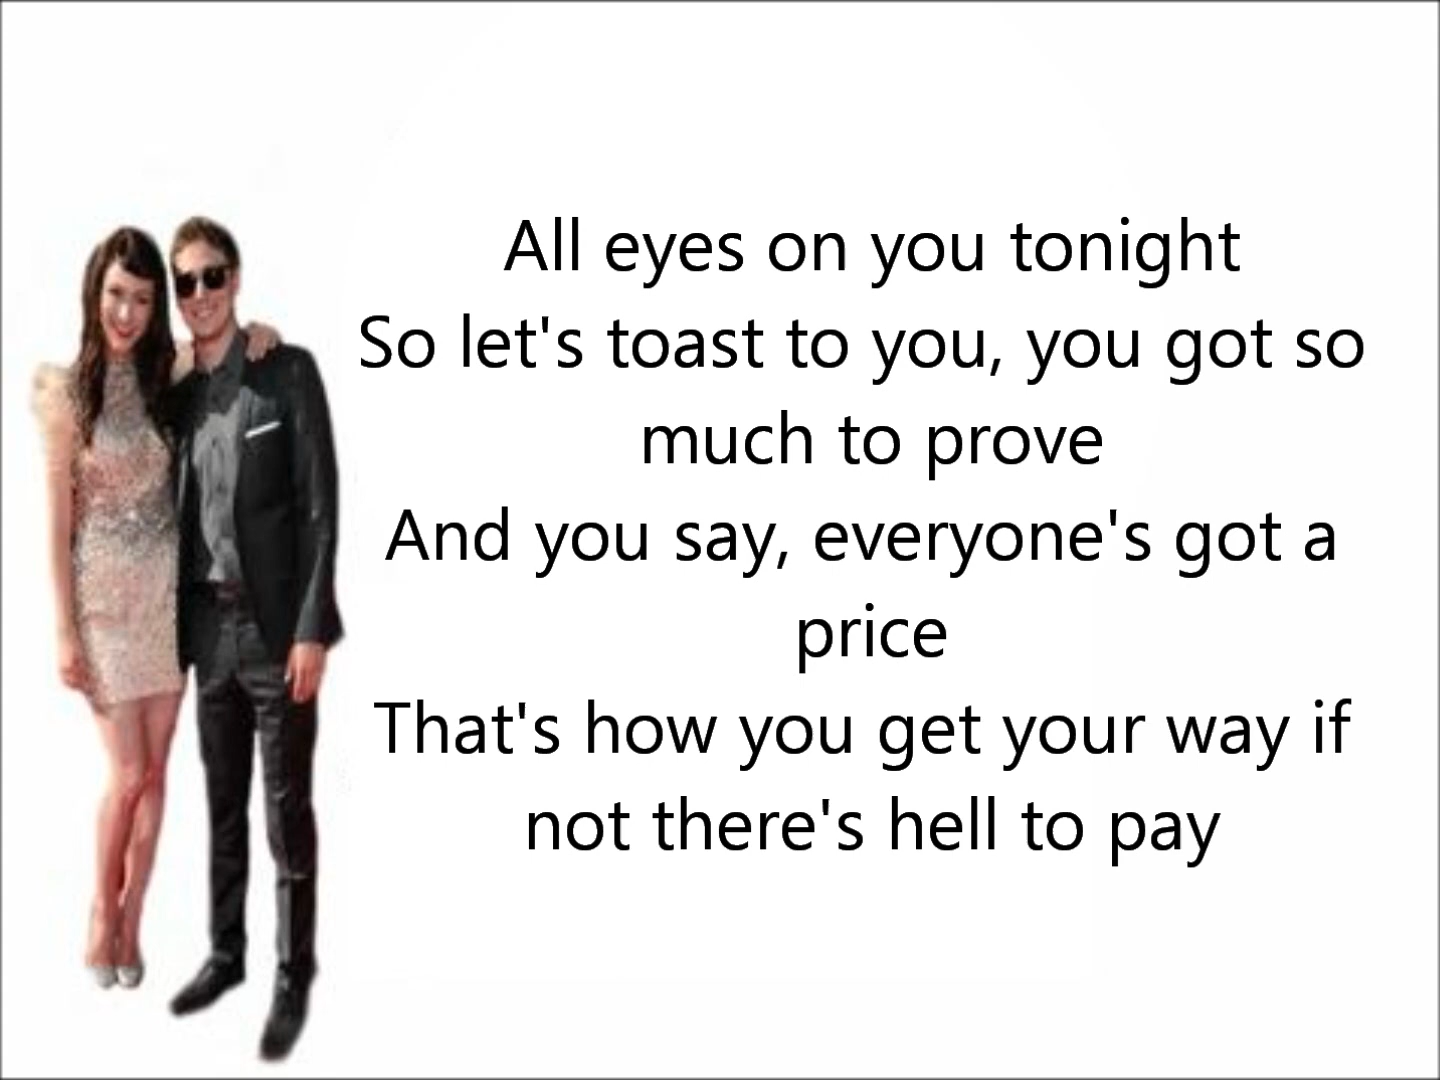 All eyes on you tonight
So let's toast to you, you got so
much to prove
And you say, everyone's got a
price
That's how you get your way if
not there's hell to pay